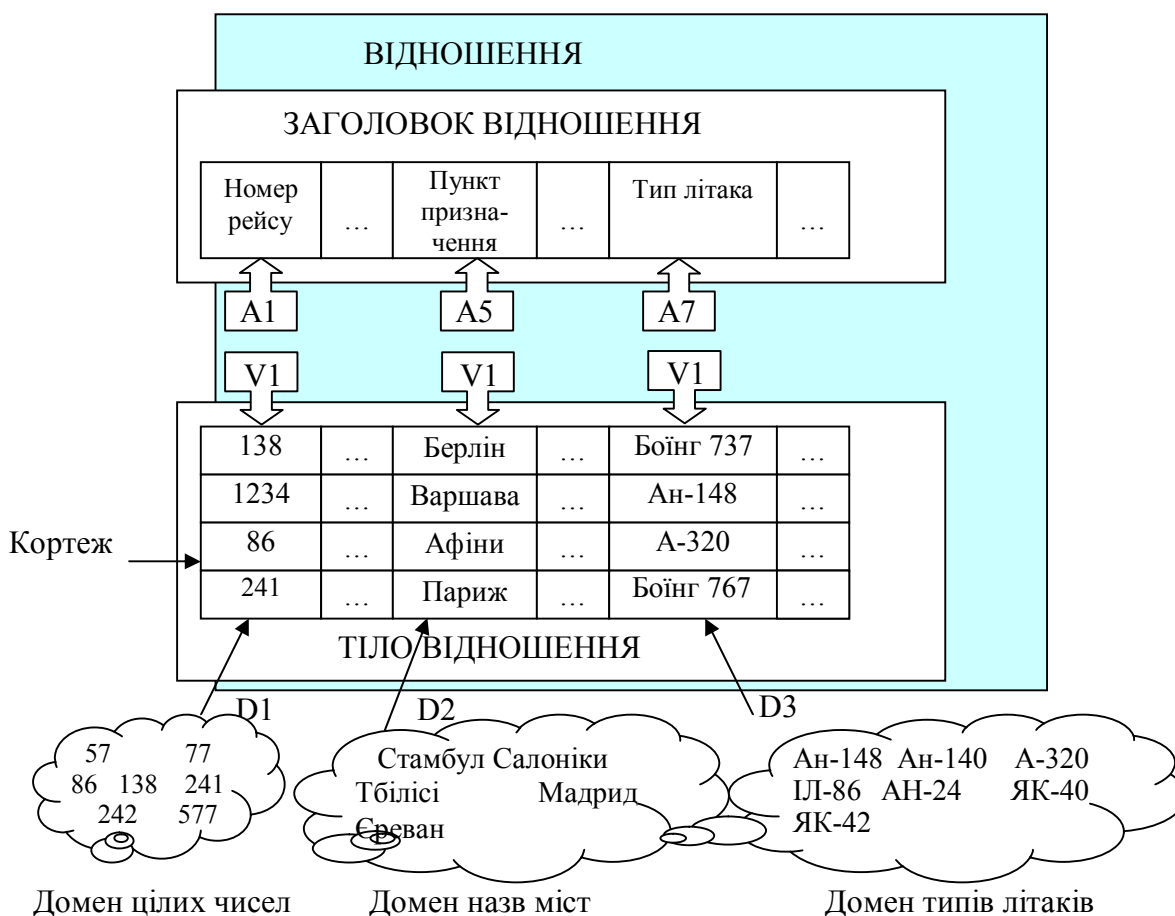 ВІДНОШЕННЯ
ЗАГОЛОВОК ВІДНОШЕННЯ
Номер рейсу … Пункт призна-чення … Тип літака …
А1 А5 А7
V1 V1 V1
138 … Берлін … Боїнг 737 …
1234 … Варшава … Ан-148 …
Кортеж 86 … Афіни … А-320 …
241 … Париж … Боїнг 767 …
ТІЛО ВІДНОШЕННЯ
D1 D2 D3
57 77
86 138 241
242 577
Стамбул Салоніки
Тбілісі Мадрид
Єреван
Ан-148 Ан-140 А-320
ІЛ-86 АН-24 ЯК-40
ЯК-42
Домен цілих чисел Домен назв міст Домен типів літаків